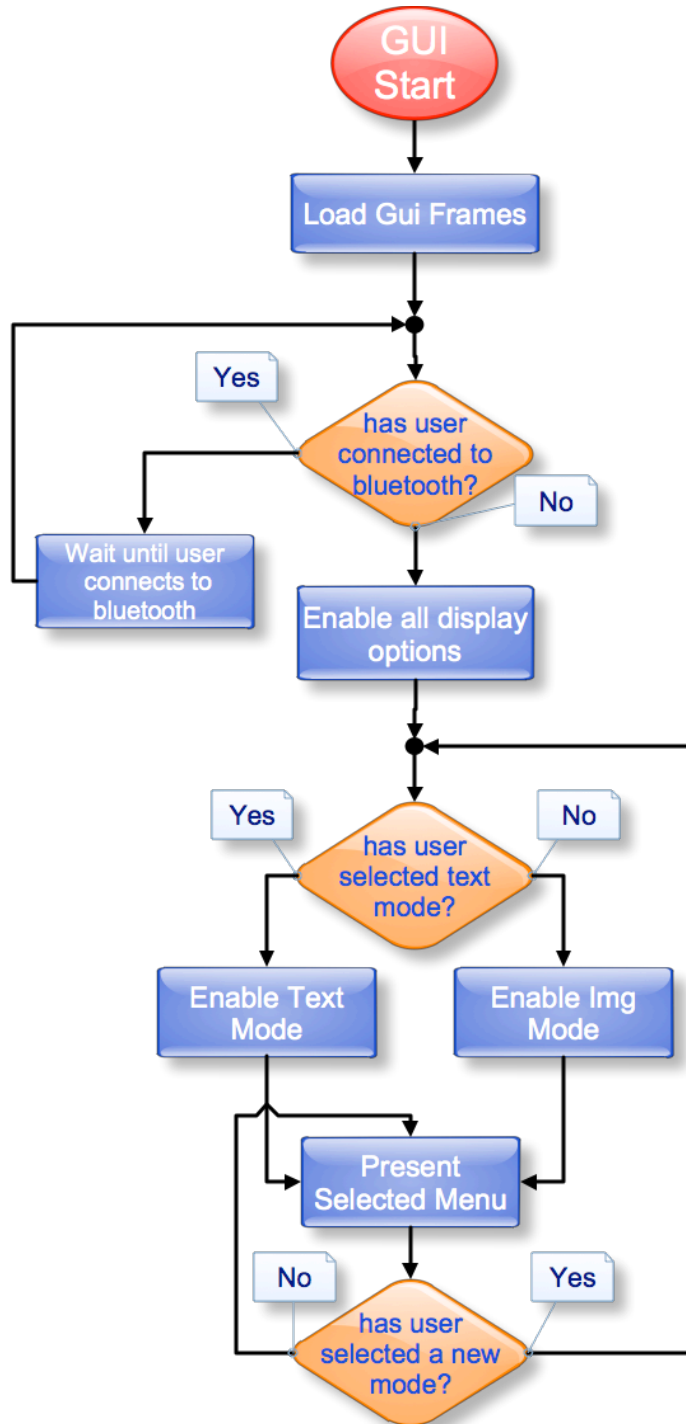 GUI
Start
Load Gui Frames
Yes
has user
connected to
bluetooth?
No
Wait until user
connects to
bluetooth
Enable all display
options
Yes
No
has user
selected text
mode?
Enable Text
Mode
Enable Img
Mode
Present
Selected Menu
No
Yes
has user
selected a new
mode?